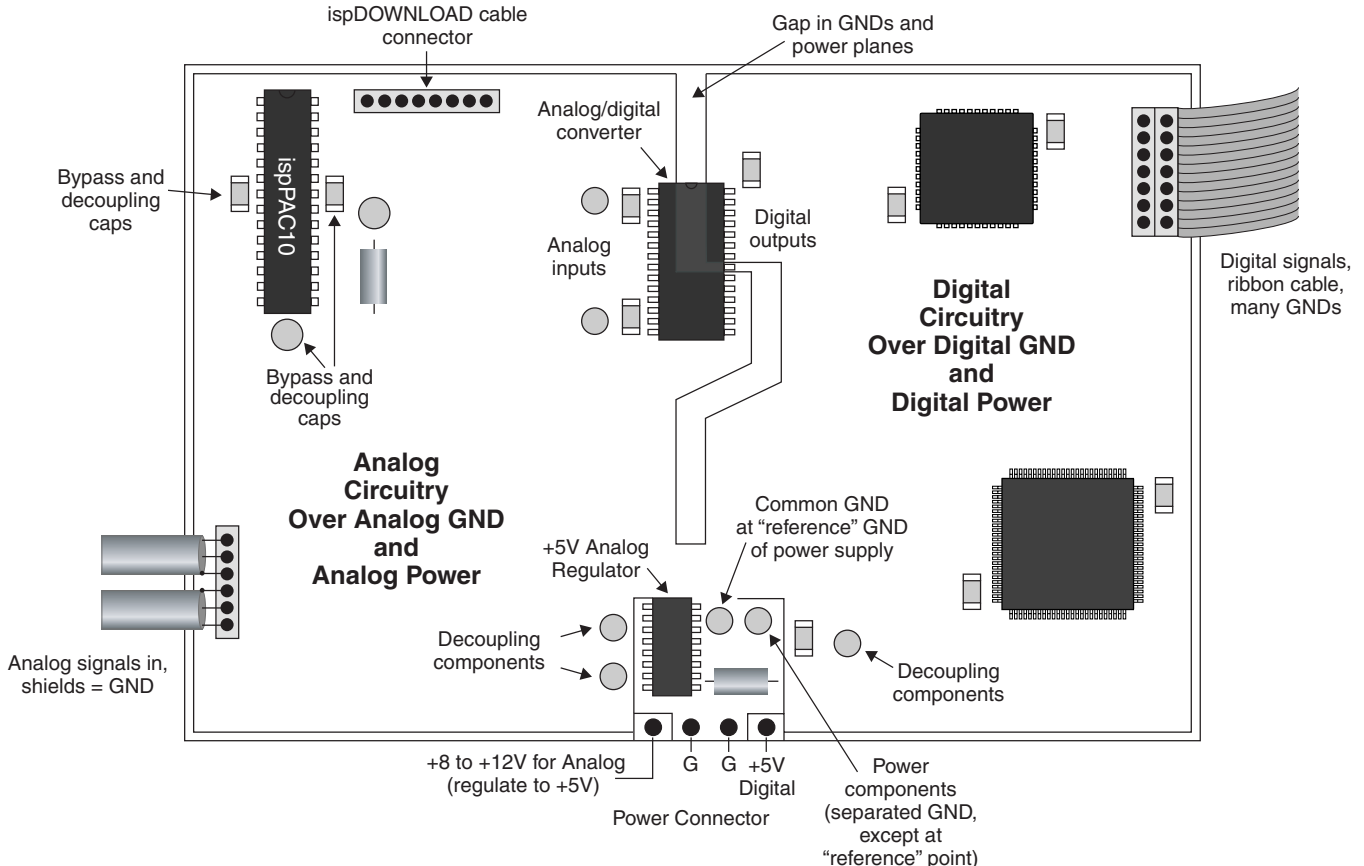 ispDOWNLOAD cable
connector
Gap in GNDs and
power planes
Analog/digital
converter
Bypass and
decoupling
caps
ispPAC10
Analog
inputs
Digital
outputs
Digital signals,
ribbon cable,
many GNDs
Digital
Circuitry
Over Digital GND
and
Digital Power
Bypass and
decoupling
caps
Analog
Circuitry
Over Analog GND
and
Analog Power
Common GND
at “reference” GND
of power supply
+5V Analog
Regulator
Decoupling
components
Analog signals in,
shields = GND
Decoupling
components
+8 to +12V for Analog
(regulate to +5V)
G
G
+5V
Digital
Power Connector
Power
components
(separated GND,
except at
“reference” point)